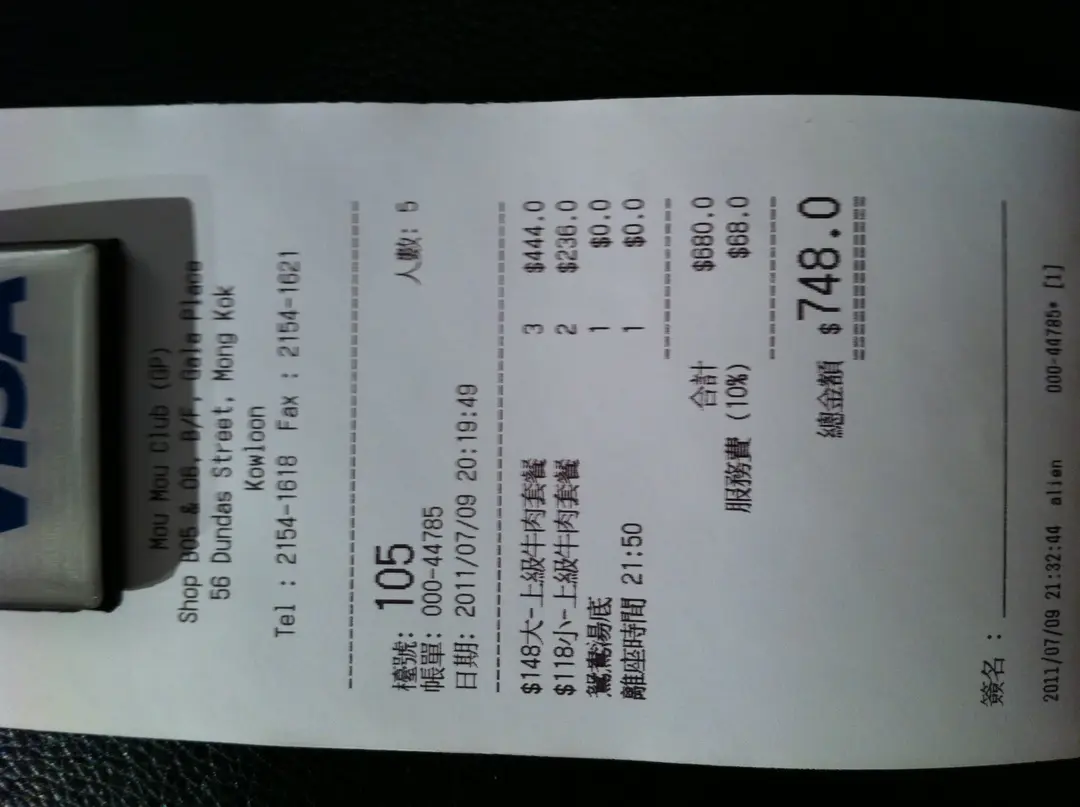 VISA
Mou Mou Club (GP)
Shop B05 & 06, B/F, Gala Place
56 Dundas Street, Mong Kok
Kowloon
Tel : 2154-1618 Fax : 2154-1621
檯號: 105 人數: 5
帳單: 000-44785
日期: 2011/07/09 20:19:49
$148大-上級牛肉套餐 3 $444.0
$118小-上級牛肉套餐 2 $236.0
鴛鴦湯底 1 $0.0
離座時間 21:50 1 $0.0
合計 $680.0
服務費 (10%) $68.0
總金額 $748.0
簽名 :
2011/07/09 21:32:44 alien 000-44785* [1]